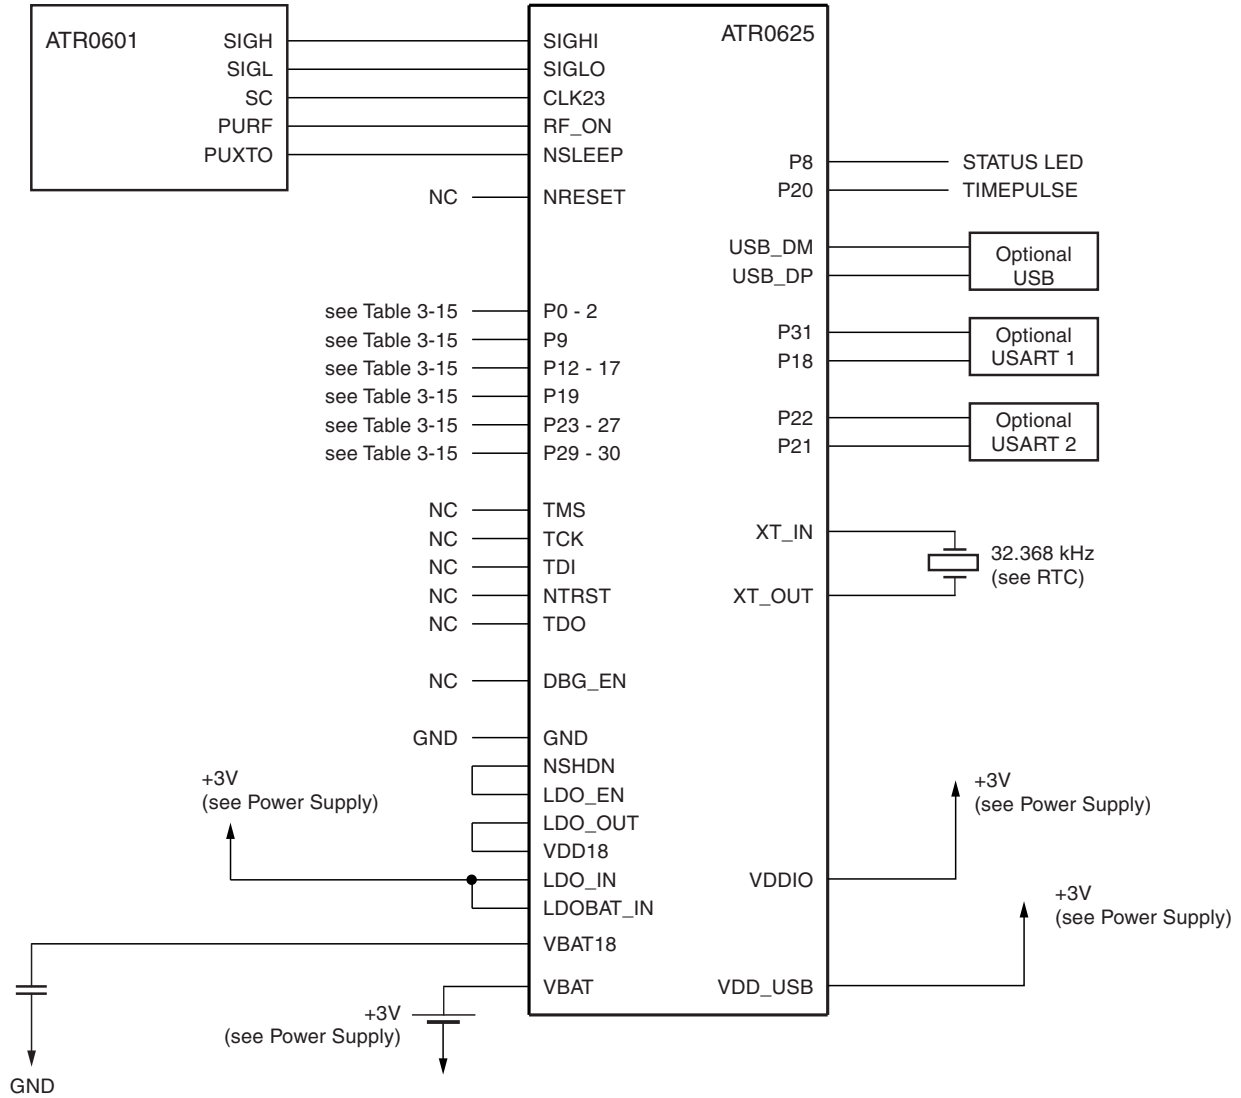 ATR0601
SIGH
SIGL
SC
PURF
PUXTO
ATR0625
SIGHI
SIGLO
CLK23
RF_ON
NSLEEP
NC
NRESET
see Table 3-15
P0 - 2
see Table 3-15
P9
see Table 3-15
P12 - 17
see Table 3-15
P19
see Table 3-15
P23 - 27
see Table 3-15
P29 - 30
NC
TMS
NC
TCK
NC
TDI
NC
NTRST
NC
TDO
NC
DBG_EN
GND
GND
NSHDN
LDO_EN
LDO_OUT
VDD18
LDO_IN
LDOBAT_IN
VBAT18
VBAT
+3V
(see Power Supply)
+3V
(see Power Supply)
GND
P8
STATUS LED
P20
TIMEPULSE
USB_DM
USB_DP
Optional
USB
P31
P18
Optional
USART 1
P22
P21
Optional
USART 2
XT_IN
XT_OUT
32.368 kHz
(see RTC)
VDDIO
+3V
(see Power Supply)
VDD_USB
+3V
(see Power Supply)